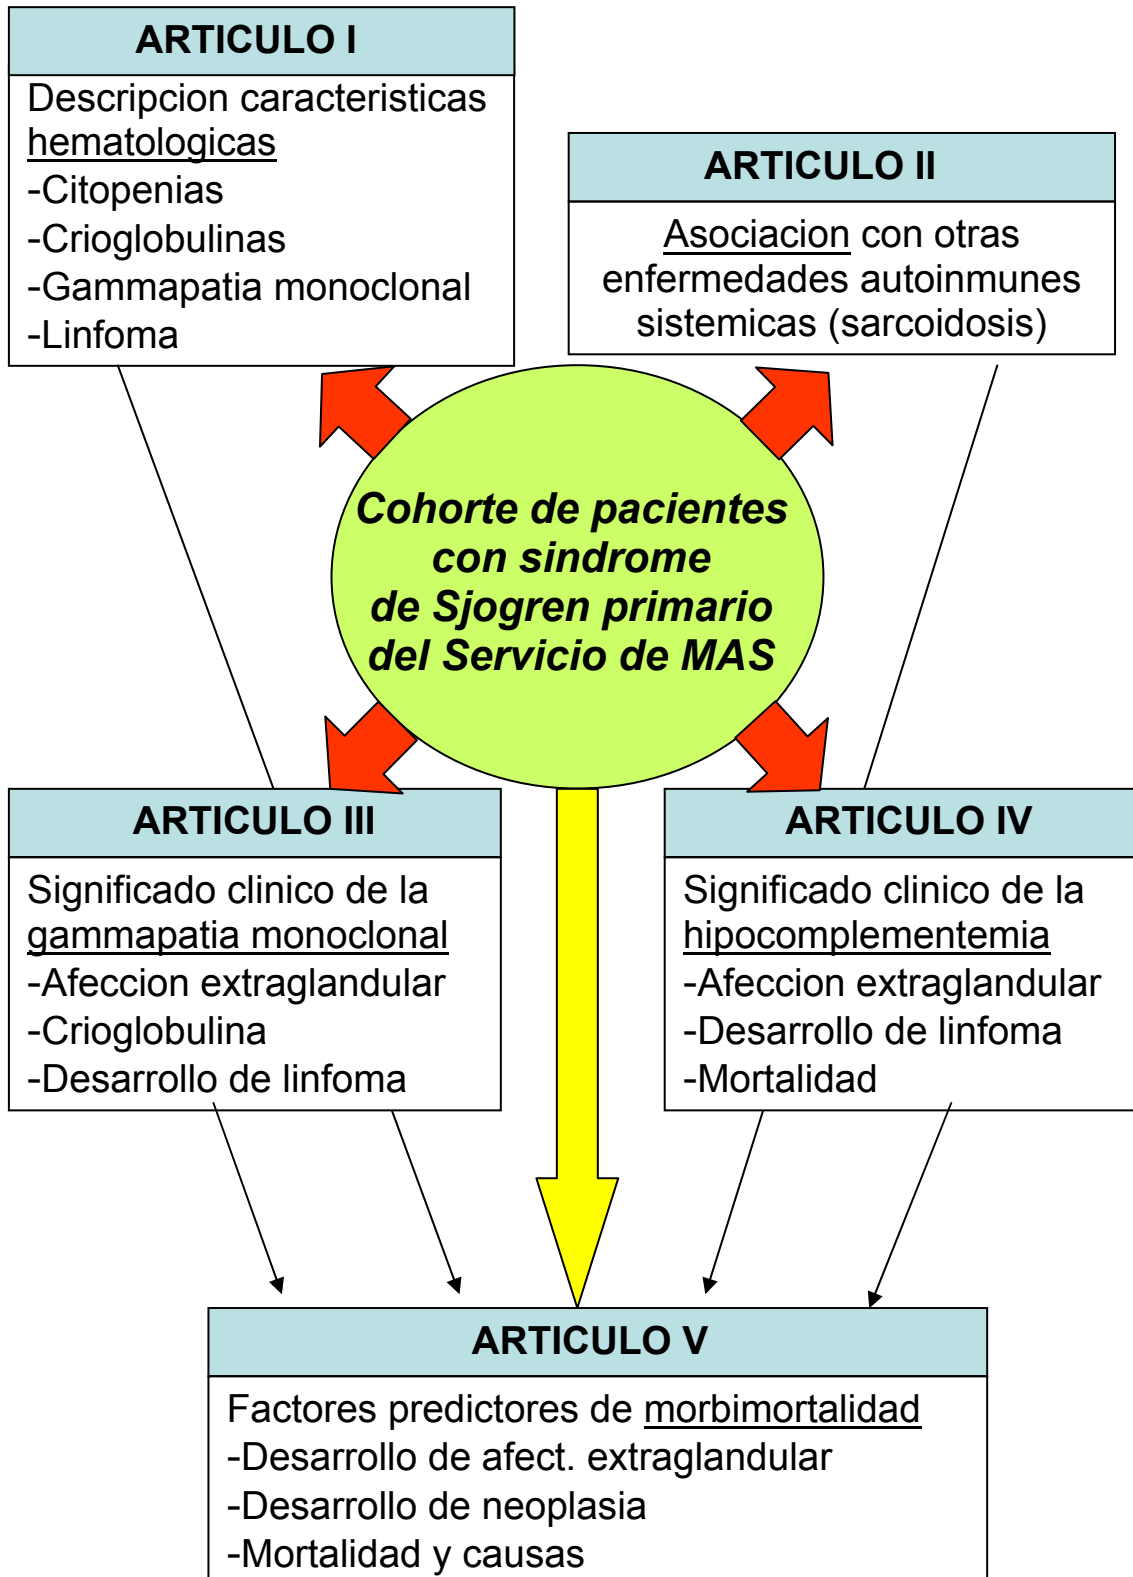 ARTICULO I
Descripcion caracteristicas
hematologicas
-Citopenias
-Crioglobulinas
-Gammapatia monoclonal
-Linfoma
ARTICULO II
Asociacion con otras
enfermedades autoinmunes
sistemicas (sarcoidosis)
Cohorte de pacientes
con sindrome
de Sjogren primario
del Servicio de MAS
ARTICULO III
Significado clinico de la
gammapatia monoclonal
-Afeccion extraglandular
-Crioglobulina
-Desarrollo de linfoma
ARTICULO IV
Significado clinico de la
hipocomplementemia
-Afeccion extraglandular
-Desarrollo de linfoma
-Mortalidad
ARTICULO V
Factores predictores de morbimortalidad
-Desarrollo de afect. extraglandular
-Desarrollo de neoplasia
-Mortalidad y causas